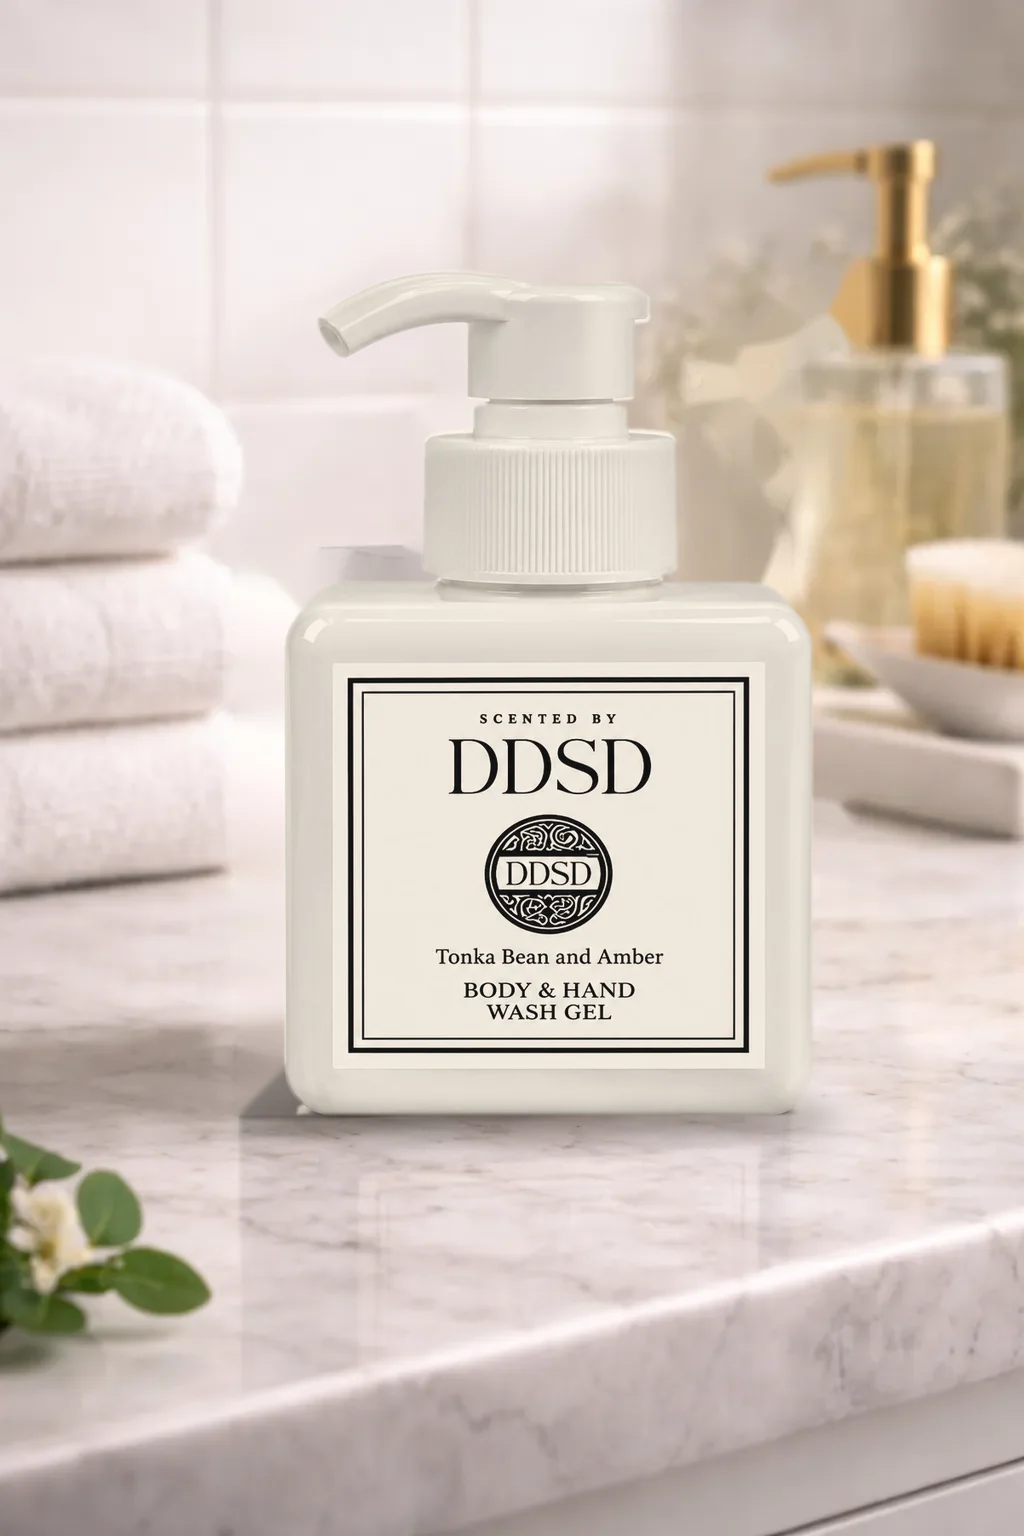 SCENTED BY
DDSD
DDSD
Tonka Bean and Amber
BODY & HAND
WASH GEL